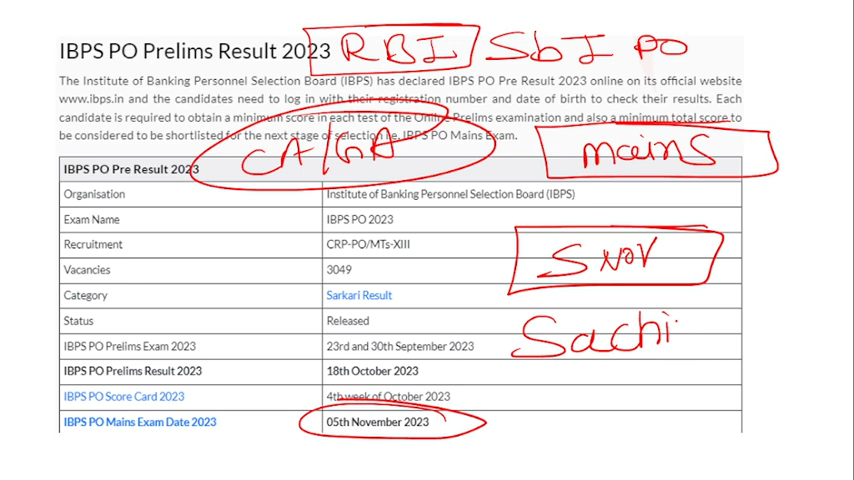 IBPS PO Prelims Result 2023 RBI SbI PO
The Institute of Banking Personnel Selection Board (IBPS) has declared IBPS PO Pre Result 2023 online on its official website
www.ibps.in and the candidates need to log in with their registration number and date of birth to check their results. Each
candidate is required to obtain a minimum score in each test of the Online Prelims examination and also a minimum total score to
be considered to be shortlisted for the next stage of selection i.e. IBPS PO Mains Exam.
CA/GA mains
IBPS PO Pre Result 2023
Organisation Institute of Banking Personnel Selection Board (IBPS)
Exam Name IBPS PO 2023
Recruitment CRP-PO/MTs-XIII
5 Nov
Vacancies 3049
Category Sarkari Result
Status Released
Sachi
IBPS PO Prelims Exam 2023 23rd and 30th September 2023
IBPS PO Prelims Result 2023 18th October 2023
IBPS PO Score Card 2023 4th week of October 2023
IBPS PO Mains Exam Date 2023 05th November 2023